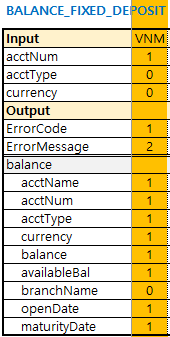 BALANCE_FIXED_DEPOSIT
Input VNM
acctNum 1
acctType 0
currency 0
Output
ErrorCode 1
ErrorMessage 2
balance
acctName 1
acctNum 1
acctType 1
currency 1
balance 1
availableBal 1
branchName 0
openDate 1
maturityDate 1